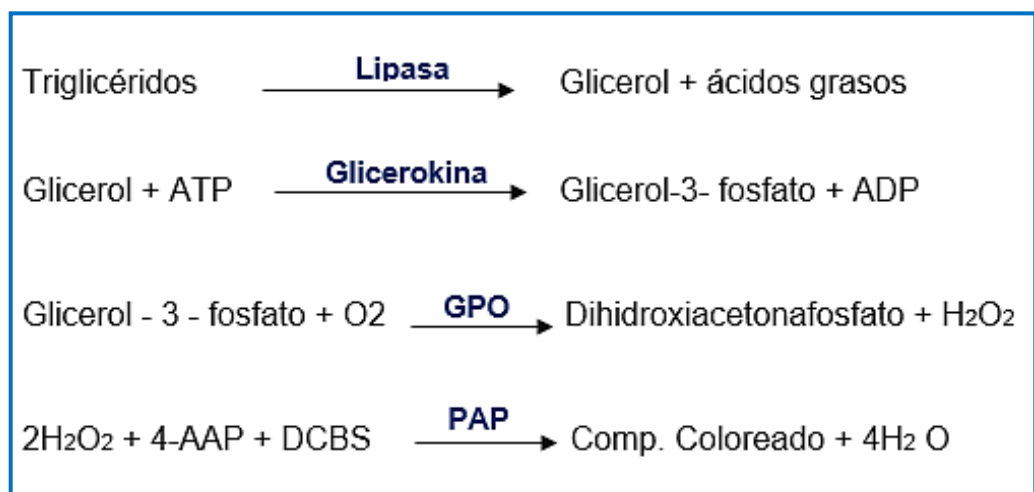 Triglicéridos Lipasa Glicerol + ácidos grasos
Glicerol + ATP Glicerokina Glicerol-3- fosfato + ADP
Glicerol - 3 - fosfato + O2 GPO Dihidroxiacetonafosfato + H₂O₂
2H₂O₂ + 4-AAP + DCBS PAP Comp. Coloreado + 4H₂ O